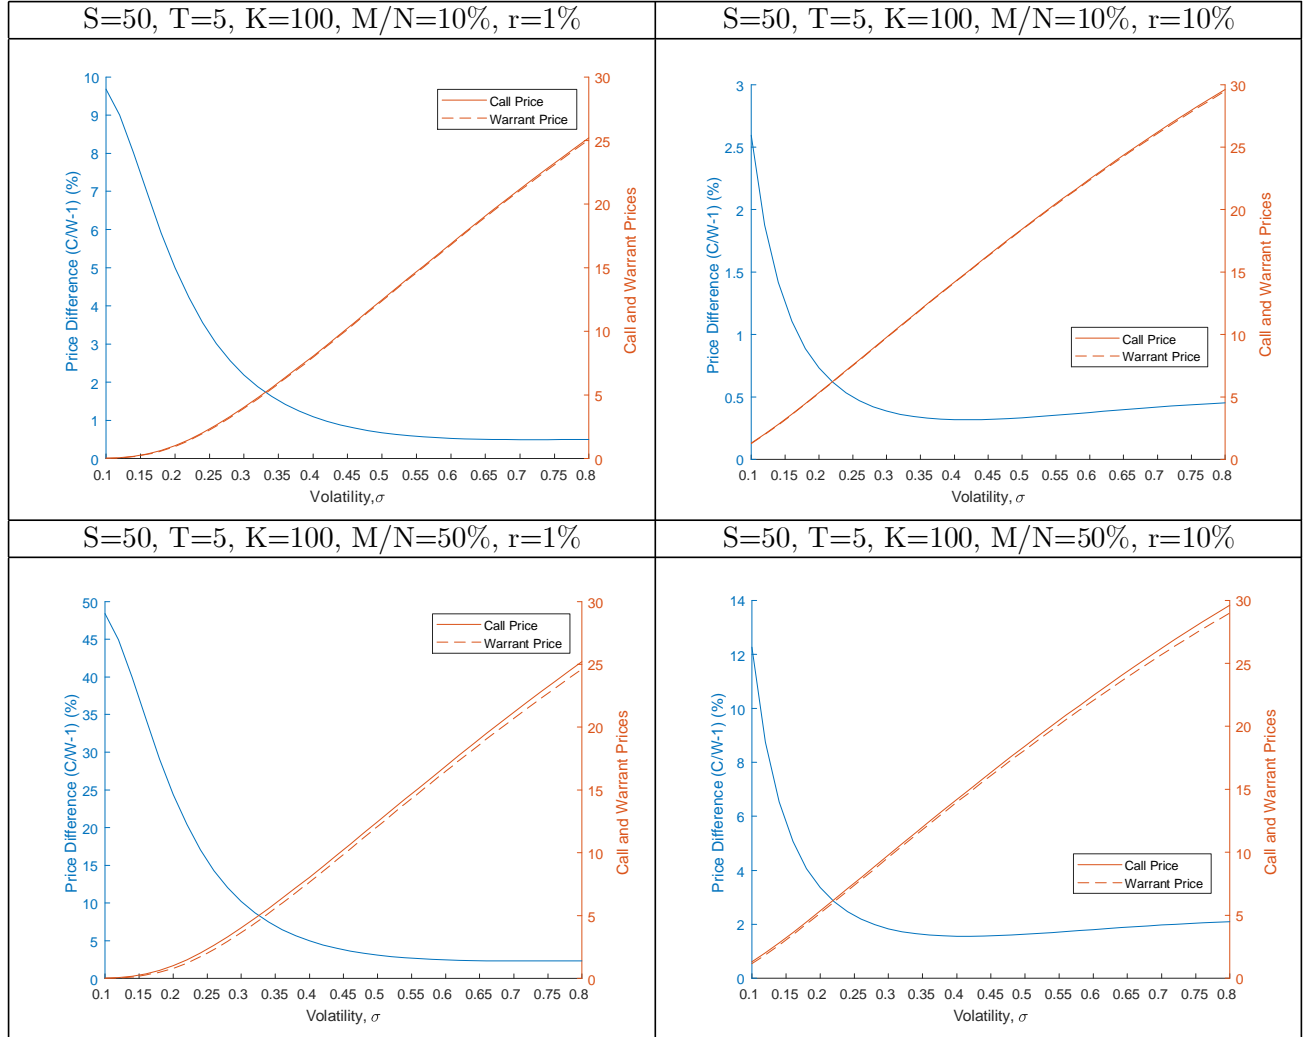 S=50, T=5, K=100, M/N=10%, r=1%
S=50, T=5, K=100, M/N=10%, r=10%
10
9
8
7
6
5
4
3
2
1
0
Price Difference (C/W-1) (%)
30
25
20
15
10
5
0
Call and Warrant Prices
Call Price
Warrant Price
0.1 0.15 0.2 0.25 0.3 0.35 0.4 0.45 0.5 0.55 0.6 0.65 0.7 0.75 0.8
Volatility,σ
3
2.5
2
1.5
1
0.5
0
Price Difference (C/W-1) (%)
30
25
20
15
10
5
0
Call and Warrant Prices
Call Price
Warrant Price
0.1 0.15 0.2 0.25 0.3 0.35 0.4 0.45 0.5 0.55 0.6 0.65 0.7 0.75 0.8
Volatility,σ
S=50, T=5, K=100, M/N=50%, r=1%
S=50, T=5, K=100, M/N=50%, r=10%
50
45
40
35
30
25
20
15
10
5
0
Price Difference (C/W-1) (%)
30
25
20
15
10
5
0
Call and Warrant Prices
Call Price
Warrant Price
0.1 0.15 0.2 0.25 0.3 0.35 0.4 0.45 0.5 0.55 0.6 0.65 0.7 0.75 0.8
Volatility, σ
14
12
10
8
6
4
2
0
Price Difference (C/W-1) (%)
30
25
20
15
10
5
0
Call and Warrant Prices
Call Price
Warrant Price
0.1 0.15 0.2 0.25 0.3 0.35 0.4 0.45 0.5 0.55 0.6 0.65 0.7 0.75 0.8
Volatility, σ